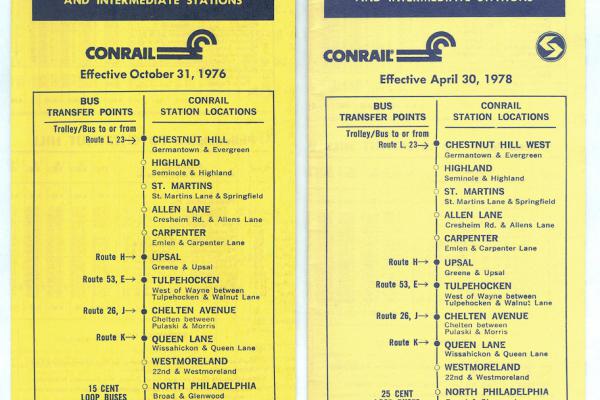 AND INTERMEDIATE STATIONS
CONRAIL
Effective October 31, 1976
BUS
TRANSFER POINTS
CONRAIL
STATION LOCATIONS
Trolley/Bus to or from
Route L, 23→
CHESTNUT HILL
Germantown & Evergreen
HIGHLAND
Seminole & Highland
ST. MARTINS
St. Martins Lane & Springfield
ALLEN LANE
Cresheim Rd. & Allens Lane
CARPENTER
Emlen & Carpenter Lane
Route H→
UPSAL
Greene & Upsal
Route 53, E→
TULPEHOCKEN
West of Wayne between
Tulpehocken & Walnut Lane
Route 26, J→
CHELTEN AVENUE
Chelten between
Pulaski & Morris
Route K→
QUEEN LANE
Wissahickon & Queen Lane
WESTMORELAND
22nd & Westmoreland
15 CENT
LOOP BUSES
NORTH PHILADELPHIA
Broad & Glenwood
AND INTERMEDIATE STATIONS
CONRAIL
S
Effective April 30, 1978
BUS
TRANSFER POINTS
CONRAIL
STATION LOCATIONS
Trolley/Bus to or from
Route L, 23→
CHESTNUT HILL WEST
Germantown & Evergreen
HIGHLAND
Seminole & Highland
ST. MARTINS
St. Martins Lane & Springfield
ALLEN LANE
Cresheim Rd. & Allens Lane
CARPENTER
Emlen & Carpenter Lane
Route H→
UPSAL
Greene & Upsal
Route 53, E→
TULPEHOCKEN
West of Wayne between
Tulpehocken & Walnut Lane
Route 26, J→
CHELTEN AVENUE
Chelten between
Pulaski & Morris
Route K→
QUEEN LANE
Wissahickon & Queen Lane
WESTMORELAND
22nd & Westmoreland
25 CENT
LOOP BUSES
NORTH PHILADELPHIA